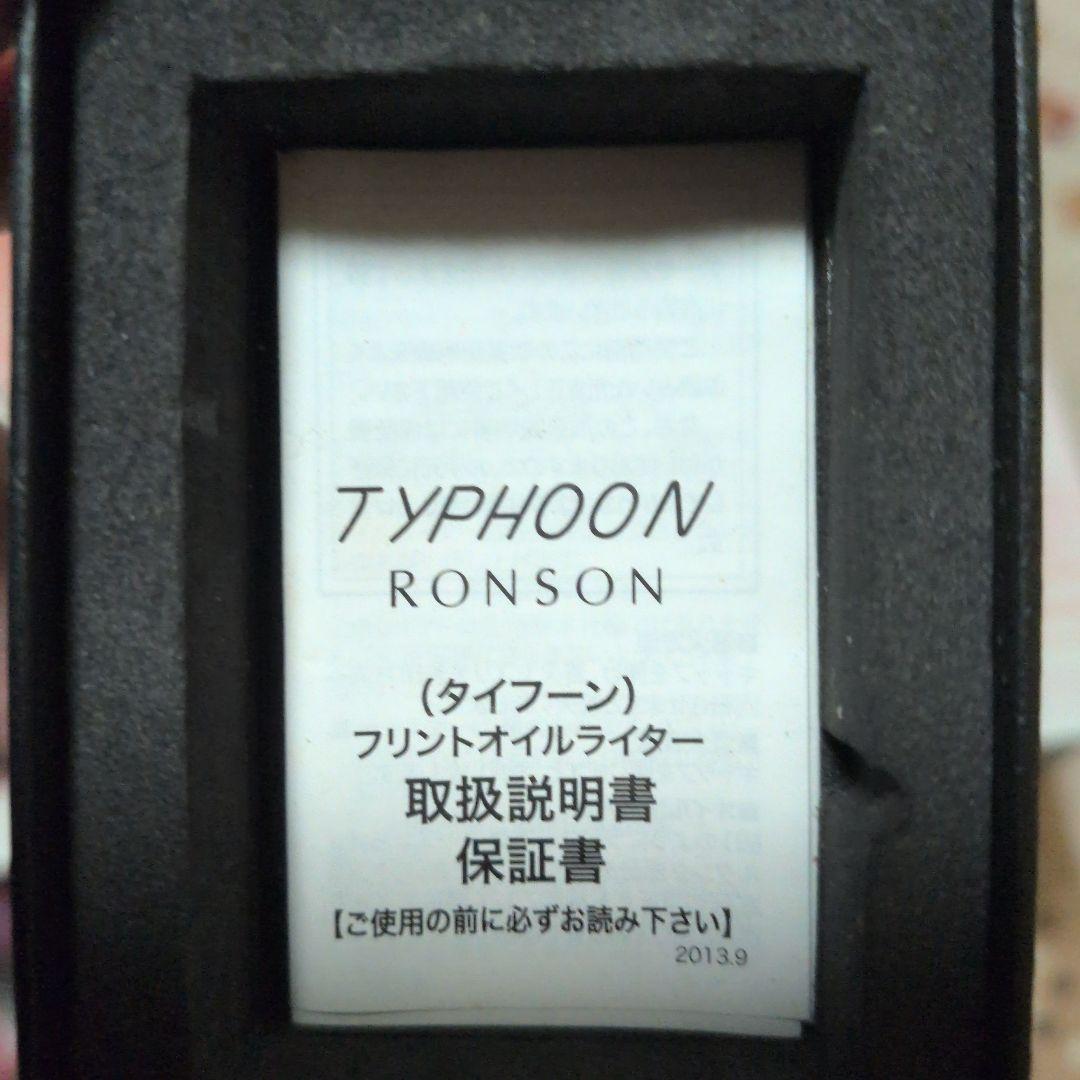 TYPHOON
RONSON
(タイフーン)
フリントオイルライター
取扱説明書
保証書
【ご使用の前に必ずお読み下さい】
2013.9